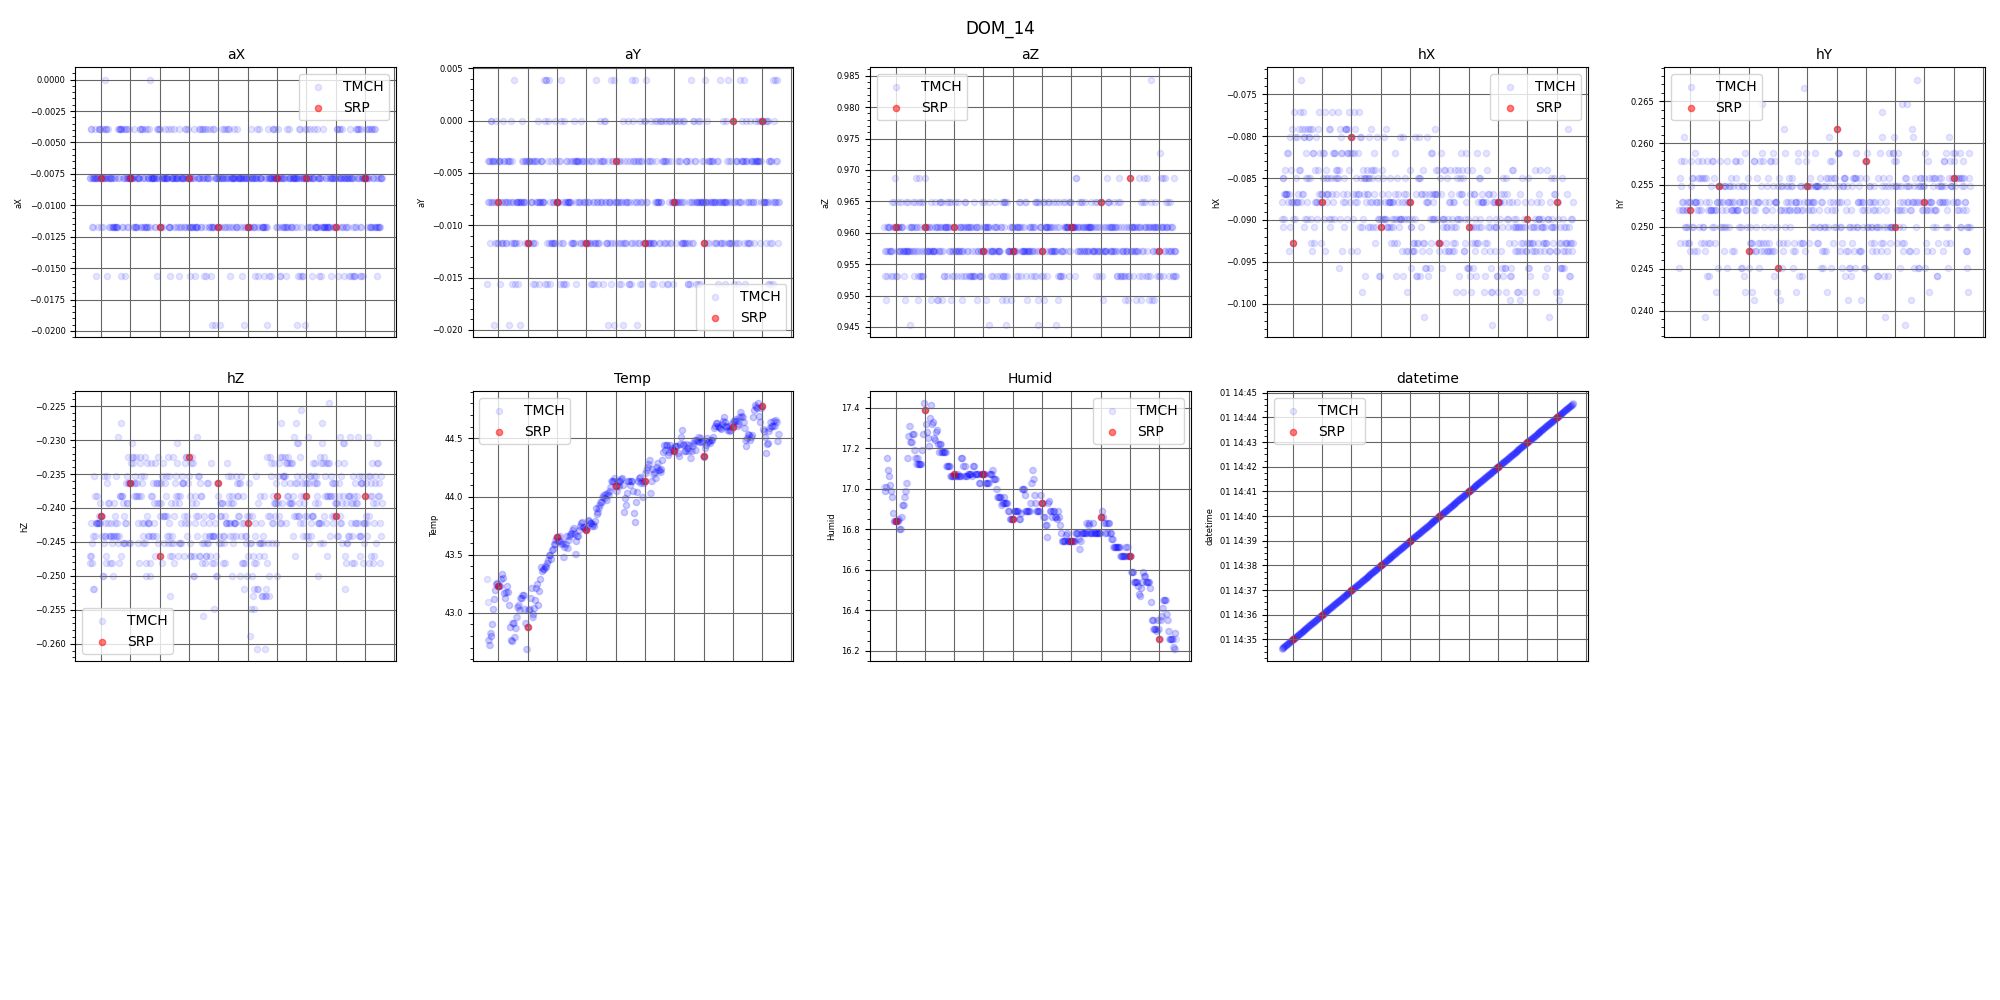 DOM_14
aX
0.0000
−0.0025
−0.0050
−0.0075
−0.0100
−0.0125
−0.0150
−0.0175
−0.0200
aX
TMCH
SRP
aY
0.005
0.000
−0.005
−0.010
−0.015
−0.020
aY
TMCH
SRP
aZ
0.985
0.980
0.975
0.970
0.965
0.960
0.955
0.950
0.945
aZ
TMCH
SRP
hX
−0.075
−0.080
−0.085
−0.090
−0.095
−0.100
hX
TMCH
SRP
hY
0.265
0.260
0.255
0.250
0.245
0.240
hY
TMCH
SRP
hZ
−0.225
−0.230
−0.235
−0.240
−0.245
−0.250
−0.255
−0.260
hZ
TMCH
SRP
Temp
44.5
44.0
43.5
43.0
Temp
TMCH
SRP
Humid
17.4
17.2
17.0
16.8
16.6
16.4
16.2
Humid
TMCH
SRP
datetime
01 14:45
01 14:44
01 14:43
01 14:42
01 14:41
01 14:40
01 14:39
01 14:38
01 14:37
01 14:36
01 14:35
datetime
TMCH
SRP